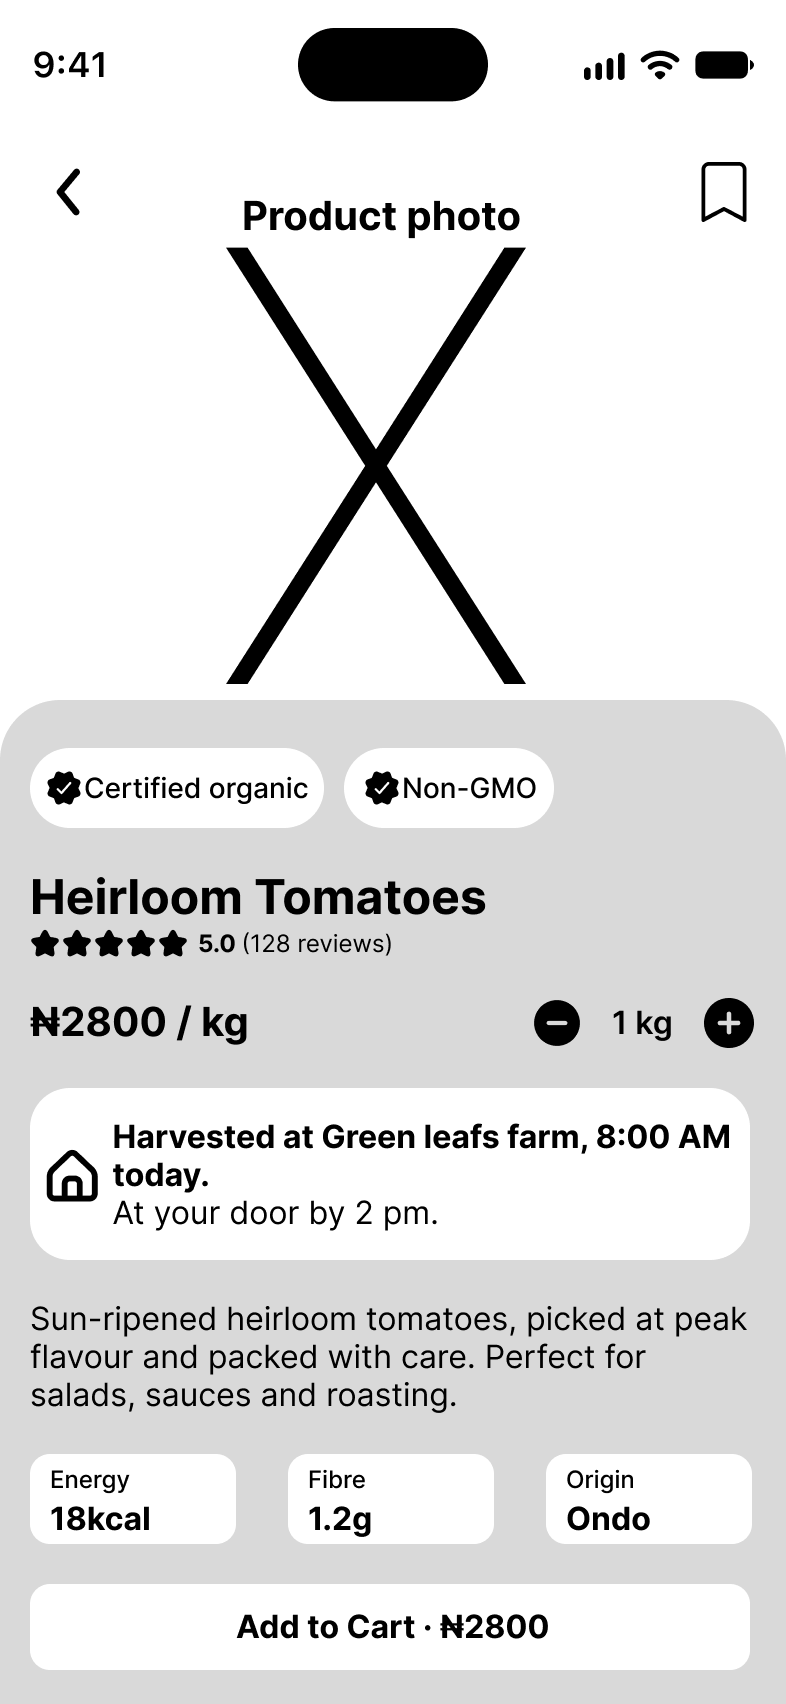 9:41
Product photo
Certified organic
Non-GMO
Heirloom Tomatoes
5.0 (128 reviews)
₦2800 / kg
1 kg
Harvested at Green leafs farm, 8:00 AM
today.
At your door by 2 pm.
Sun-ripened heirloom tomatoes, picked at peak
flavour and packed with care. Perfect for
salads, sauces and roasting.
Energy
18kcal
Fibre
1.2g
Origin
Ondo
Add to Cart · ₦2800